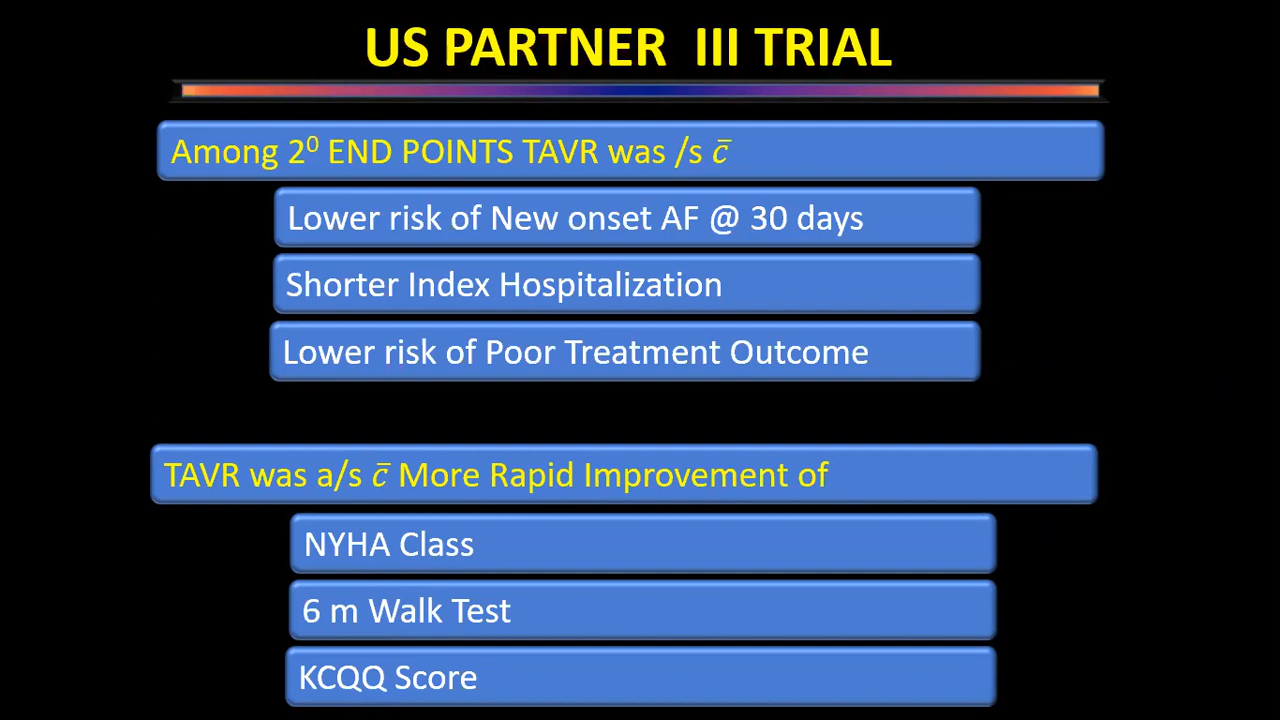 US PARTNER III TRIAL
Among 2⁰ END POINTS TAVR was /s c̅
Lower risk of New onset AF @ 30 days
Shorter Index Hospitalization
Lower risk of Poor Treatment Outcome
TAVR was a/s c̅ More Rapid Improvement of
NYHA Class
6 m Walk Test
KCQQ Score